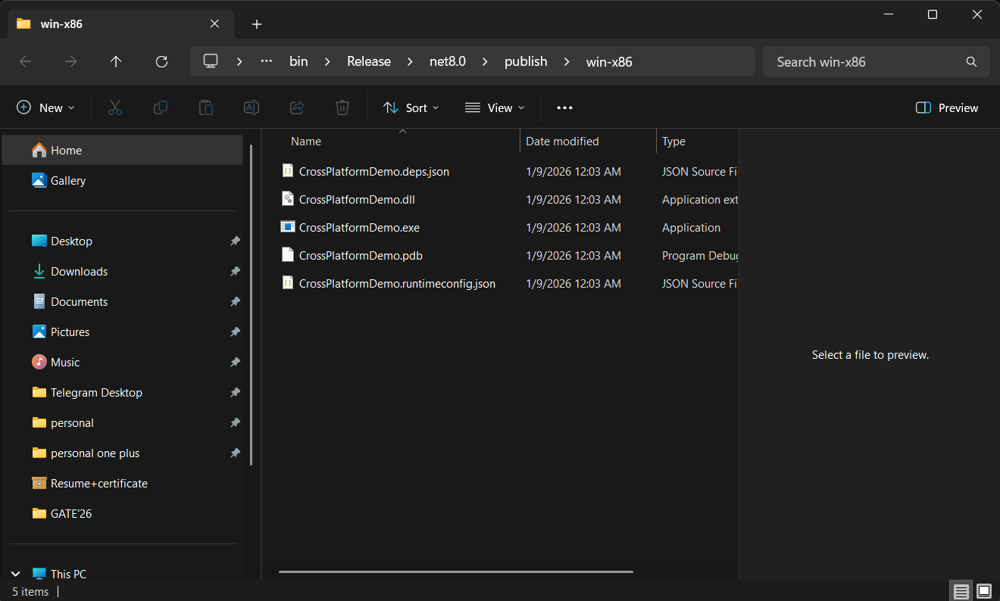 win-x86
bin Release net8.0 publish win-x86 Search win-x86
New Sort View Preview
Home
Gallery
Desktop
Downloads
Documents
Pictures
Music
Telegram Desktop
personal
personal one plus
Resume+certificate
GATE'26
This PC
Name Date modified Type
CrossPlatformDemo.deps.json 1/9/2026 12:03 AM JSON Source Fi
CrossPlatformDemo.dll 1/9/2026 12:03 AM Application ext
CrossPlatformDemo.exe 1/9/2026 12:03 AM Application
CrossPlatformDemo.pdb 1/9/2026 12:03 AM Program Debug
CrossPlatformDemo.runtimeconfig.json 1/9/2026 12:03 AM JSON Source Fi
Select a file to preview.
5 items